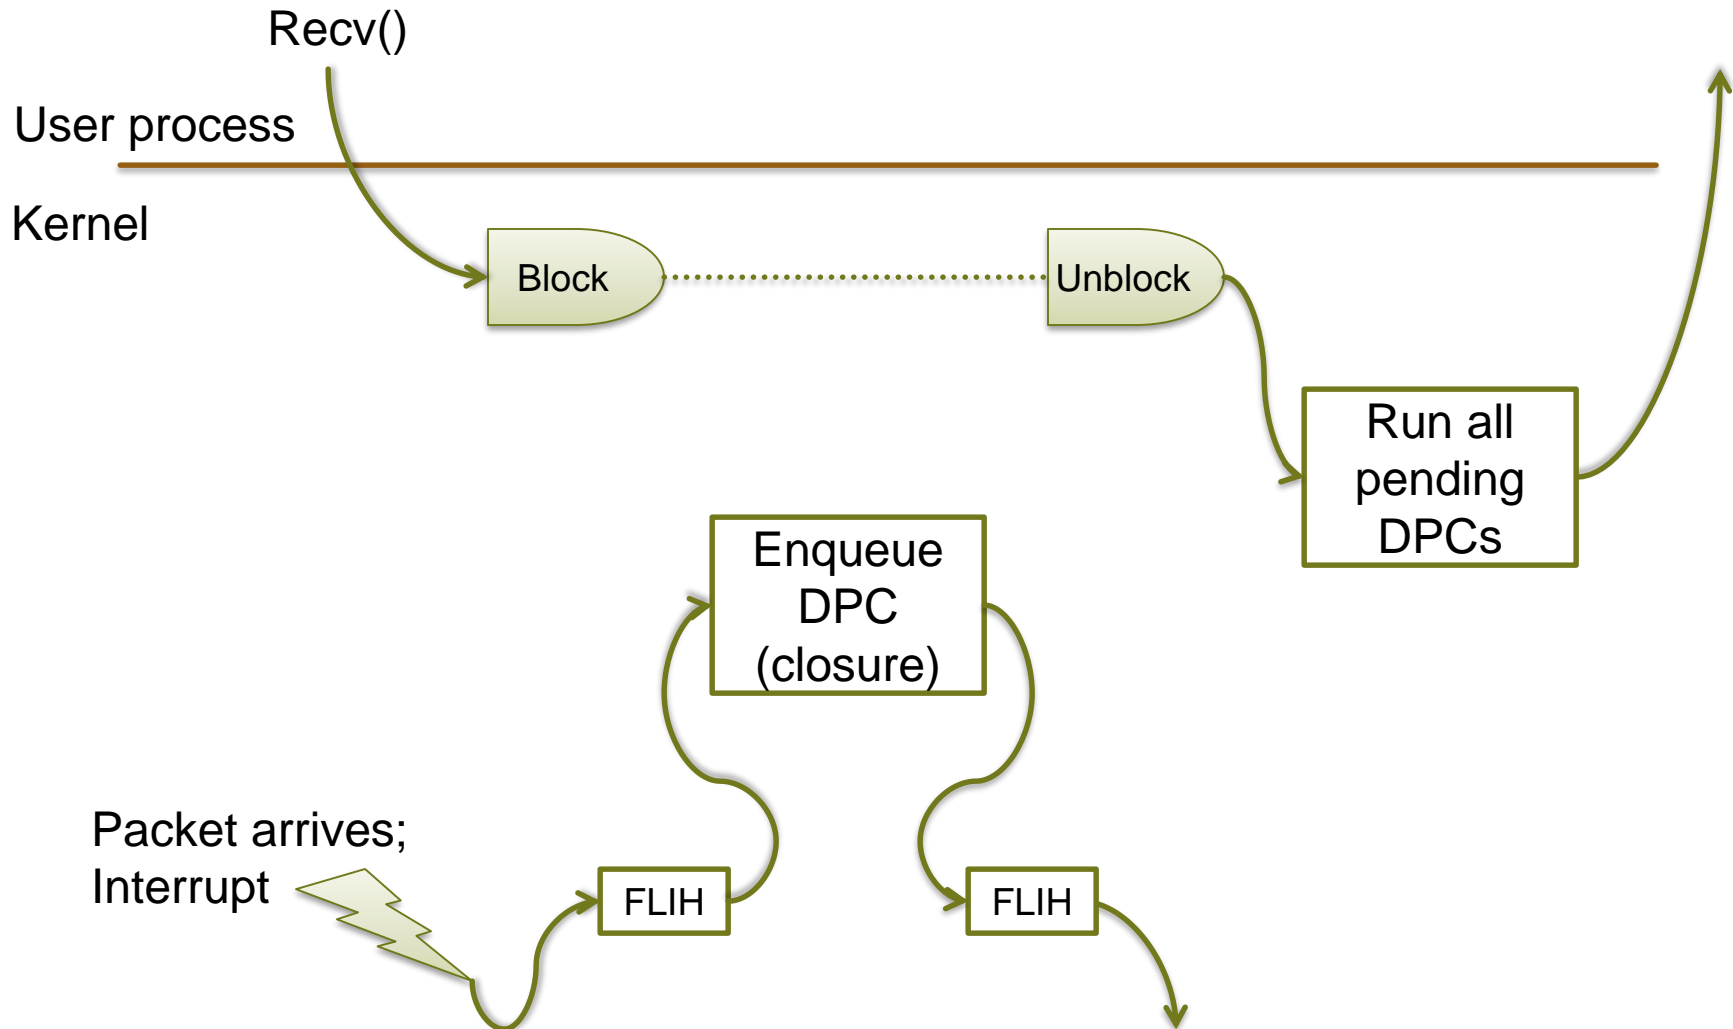 Recv()
User process
Kernel
Block
Unblock
Run all
pending
DPCs
Enqueue
DPC
(closure)
Packet arrives;
Interrupt
FLIH
FLIH